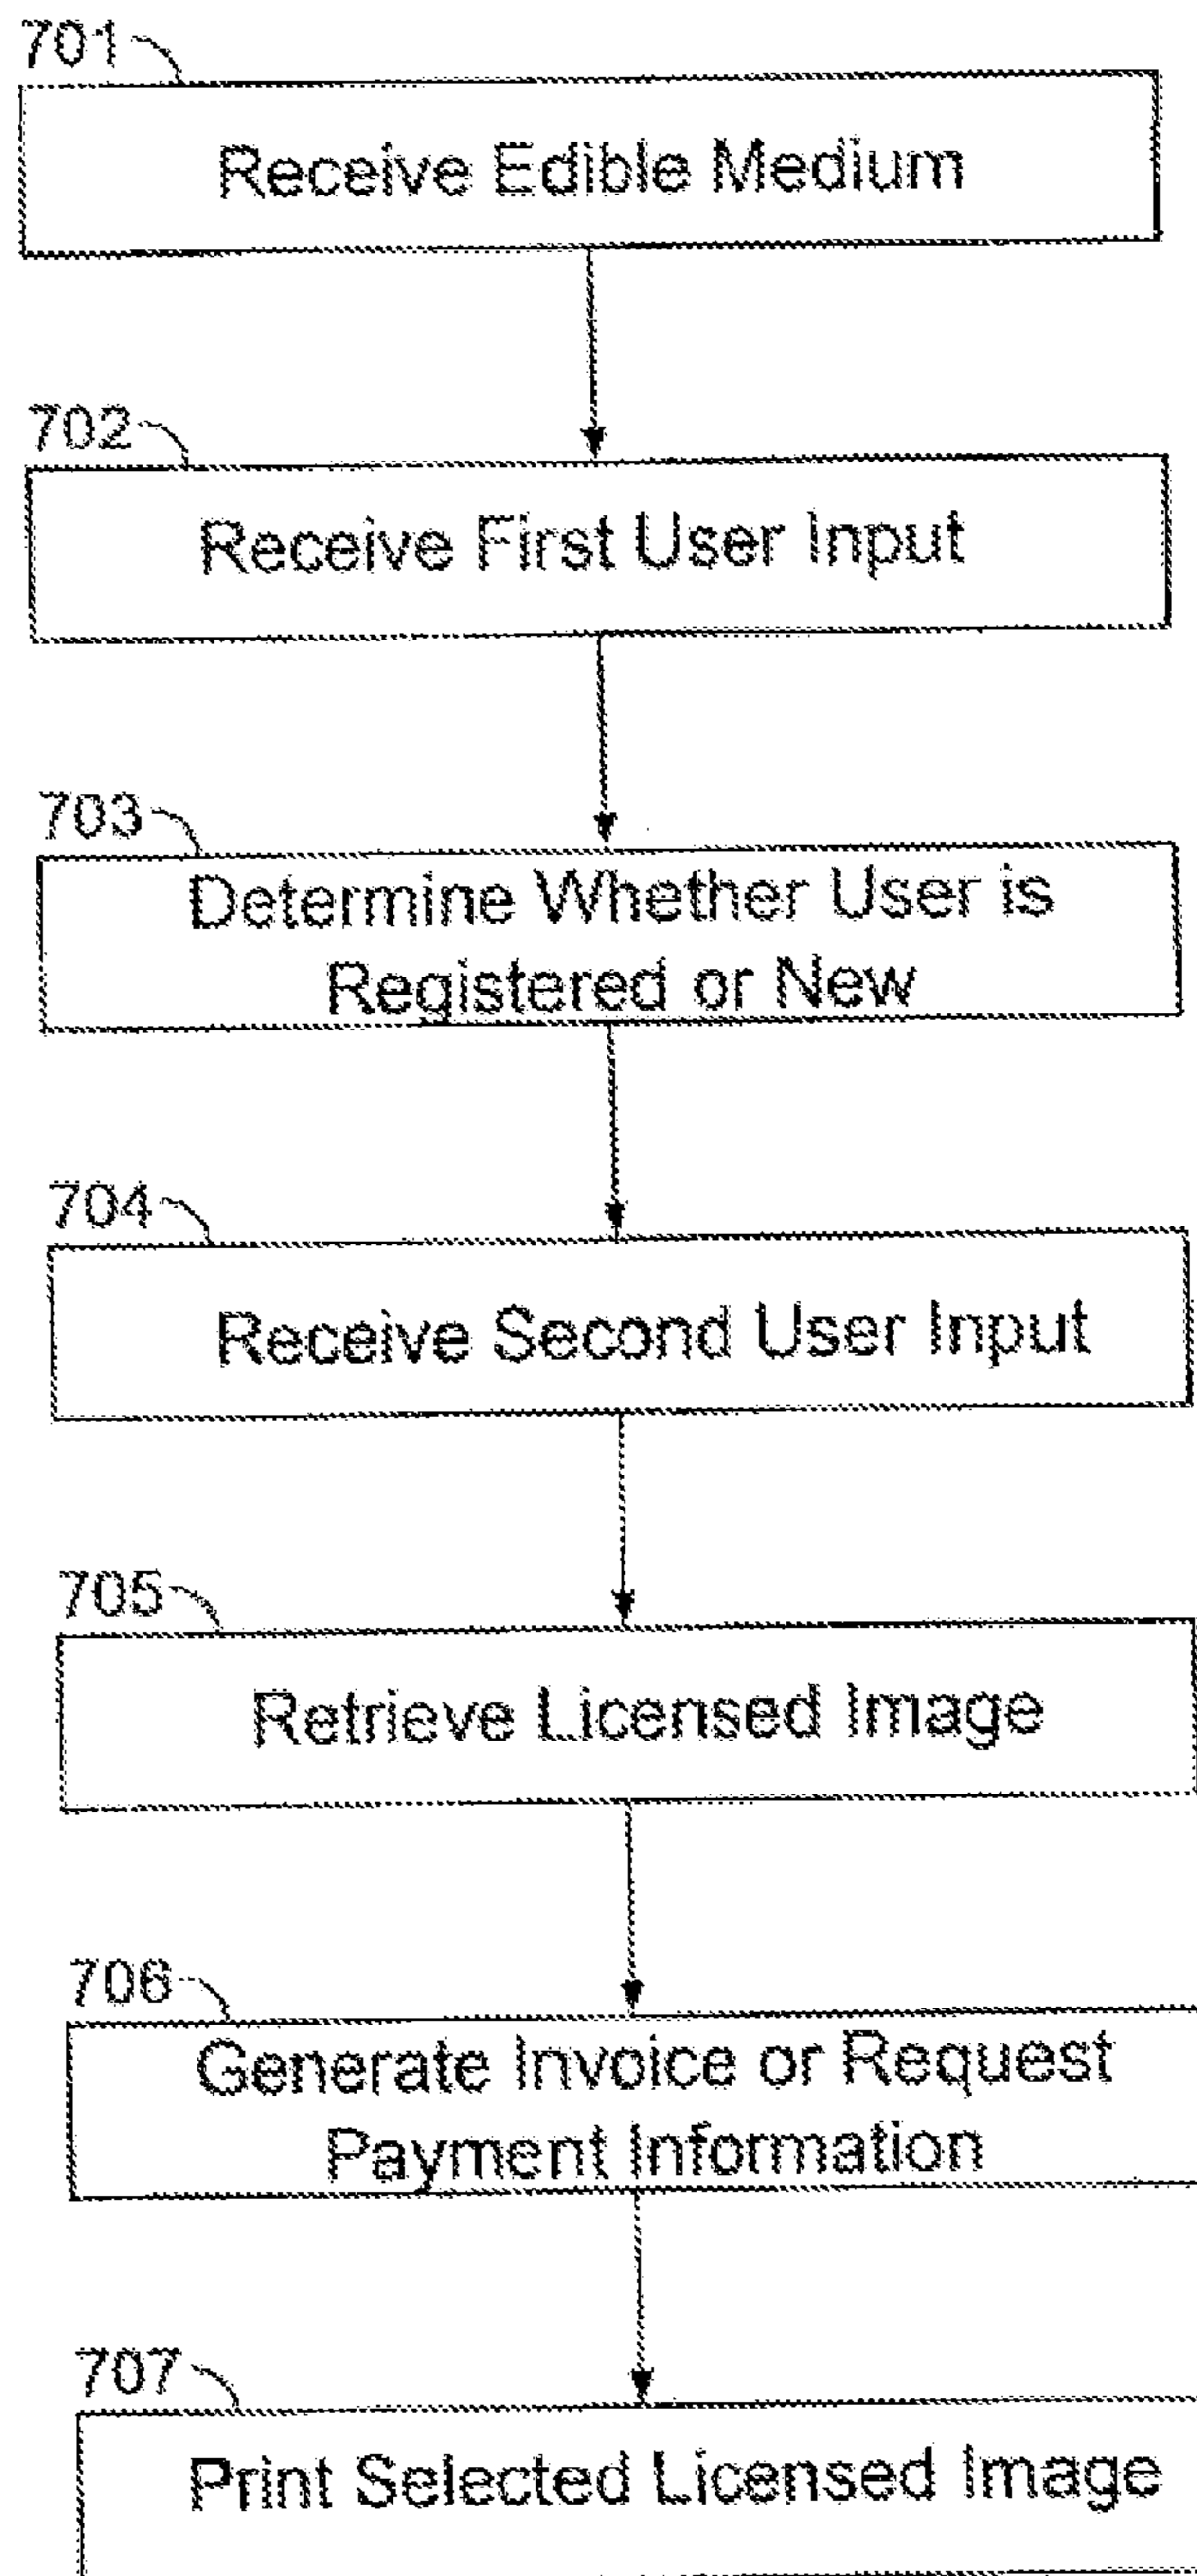 701
Receive Edible Medium
702
Receive First User Input
703
Determine Whether User is
Registered or New
704
Receive Second User Input
705
Retrieve Licensed Image
706
Generate Invoice or Request
Payment Information
707
Print Selected Licensed Image